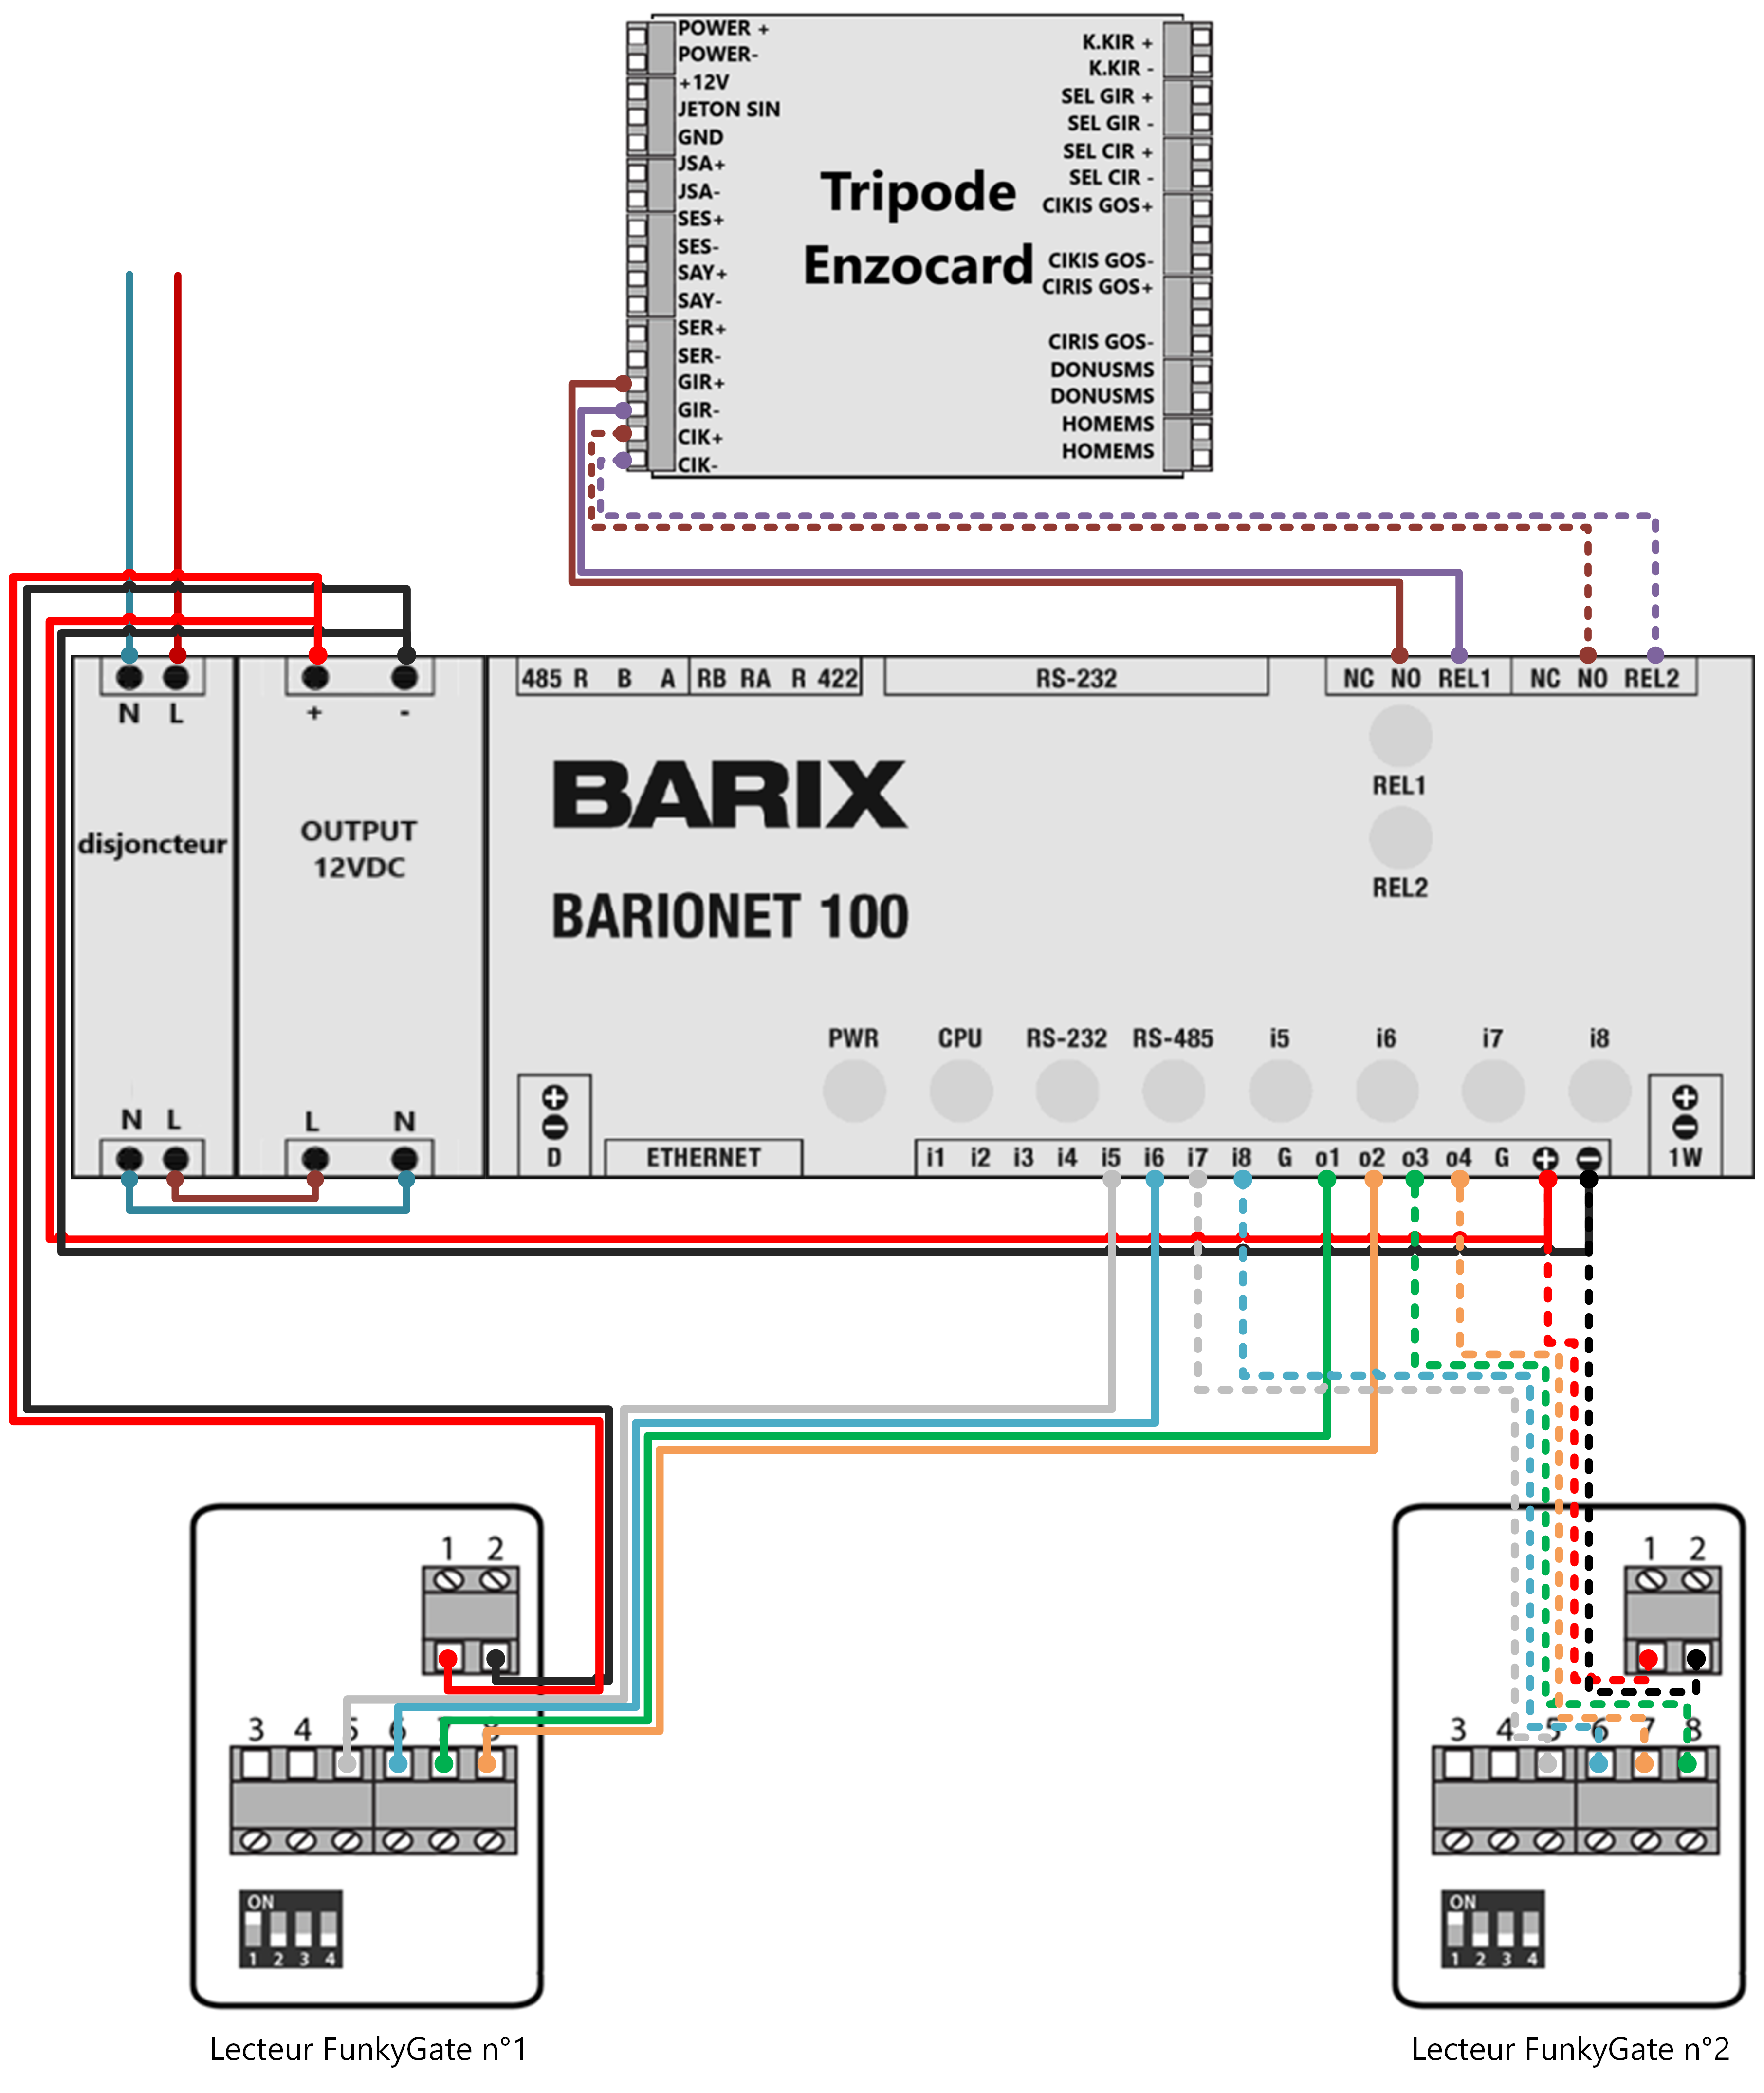 POWER +
POWER-
+12V
JETON SIN
GND
JSA+
JSA-
SES+
SES-
SAY+
SAY-
SER+
SER-
GIR+
GIR-
CIK+
CIK-
Tripode
Enzocard
K.KIR +
K.KIR -
SEL GIR +
SEL GIR -
SEL CIR +
SEL CIR -
CIKIS GOS+
CIKIS GOS-
CIRIS GOS+
CIRIS GOS-
DONUSMS
DONUSMS
HOMEMS
HOMEMS
N L
+ -
485 R B A RB RA R 422 RS-232 NC NO REL1 NC NO REL2
disjoncteur
OUTPUT
12VDC
BARIX
BARIONET 100
REL1
REL2
PWR CPU RS-232 RS-485 i5 i6 i7 i8
N L
L N
+
-
D
ETHERNET
i1 i2 i3 i4 i5 i6 i7 i8 G o1 o2 o3 o4 G + -
+
-
1W
1 2
3 4 5 6
ON
1 2 3 4
Lecteur FunkyGate n°1
1 2
3 4 5 6 7 8
ON
1 2 3 4
Lecteur FunkyGate n°2